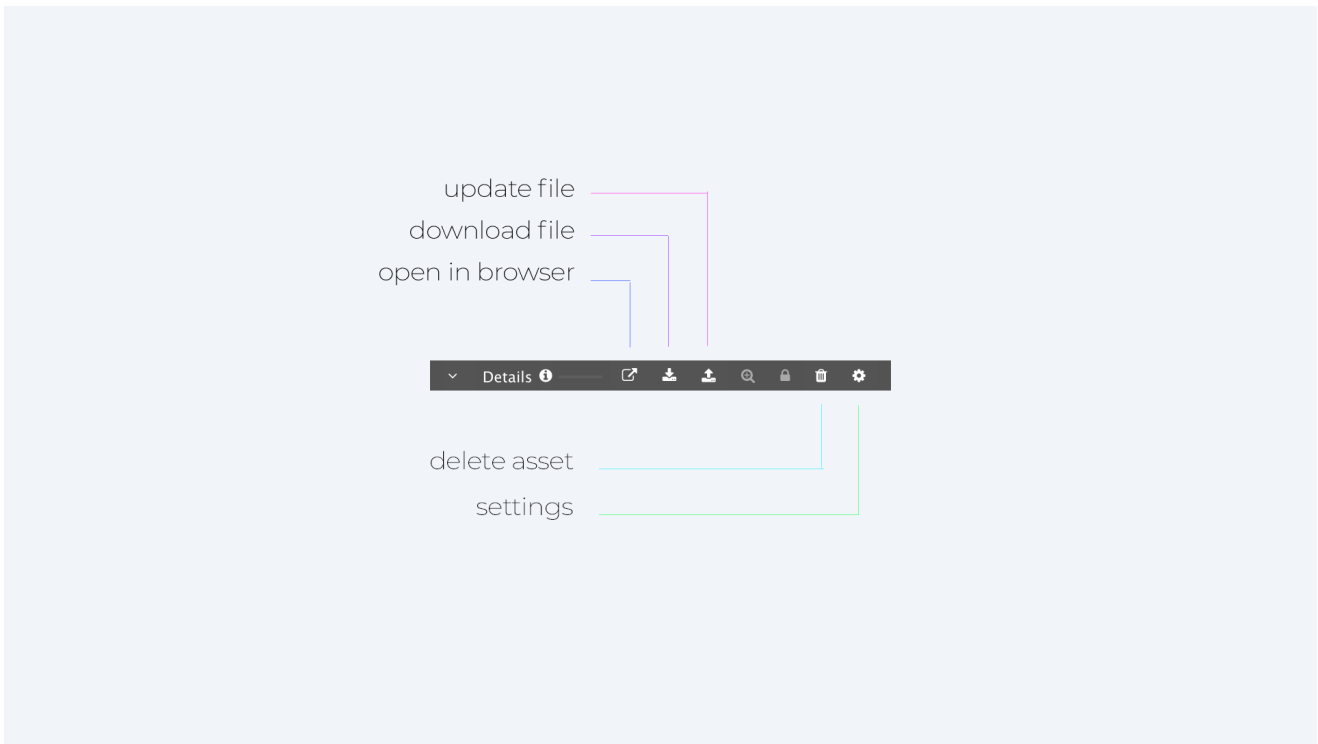 update file
download file
open in browser
Details
delete asset
settings